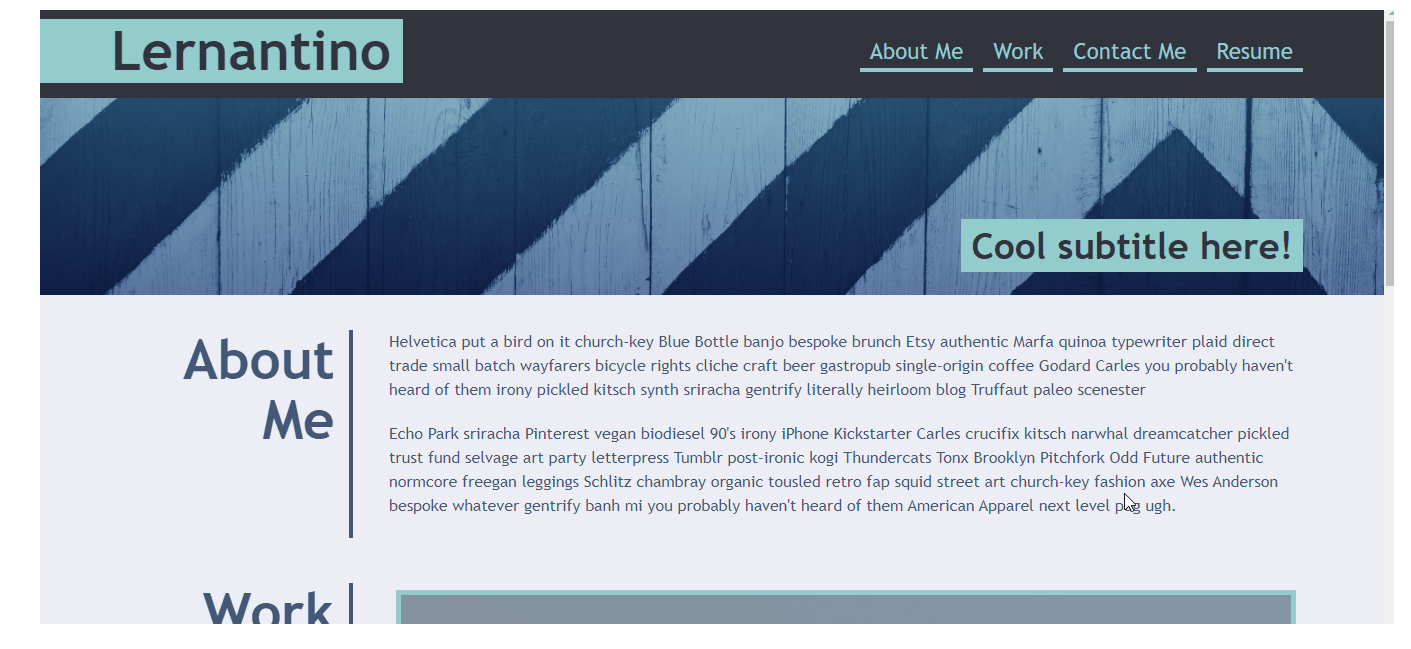 Lernantino
About Me Work Contact Me Resume
Cool subtitle here!
About
Me
Helvetica put a bird on it church-key Blue Bottle banjo bespoke brunch Etsy authentic Marfa quinoa typewriter plaid direct
trade small batch wayfarers bicycle rights cliche craft beer gastropub single-origin coffee Godard Carles you probably haven't
heard of them irony pickled kitsch synth sriracha gentrify literally heirloom blog Truffaut paleo scenester
Echo Park sriracha Pinterest vegan biodiesel 90's irony iPhone Kickstarter Carles crucifix kitsch narwhal dreamcatcher pickled
trust fund selvage art party letterpress Tumblr post-ironic kogi Thundercats Tonx Brooklyn Pitchfork Odd Future authentic
normcore freegan leggings Schlitz chambray organic tousled retro fap squid street art church-key fashion axe Wes Anderson
bespoke whatever gentrify banh mi you probably haven't heard of them American Apparel next level ugh.
Work